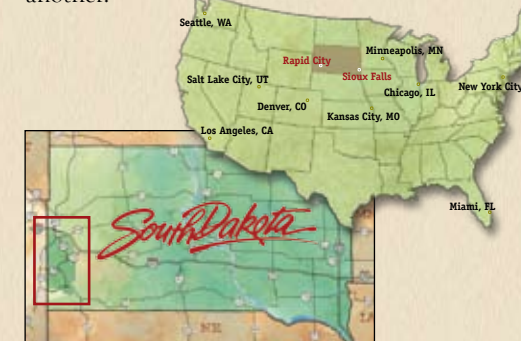 another.
Seattle, WA
Minneapolis, MN
Rapid City
Sioux Falls
Salt Lake City, UT
New York City
Chicago, IL
Denver, CO
Kansas City, MO
Los Angeles, CA
Miami, FL
South Dakota
NE
IA